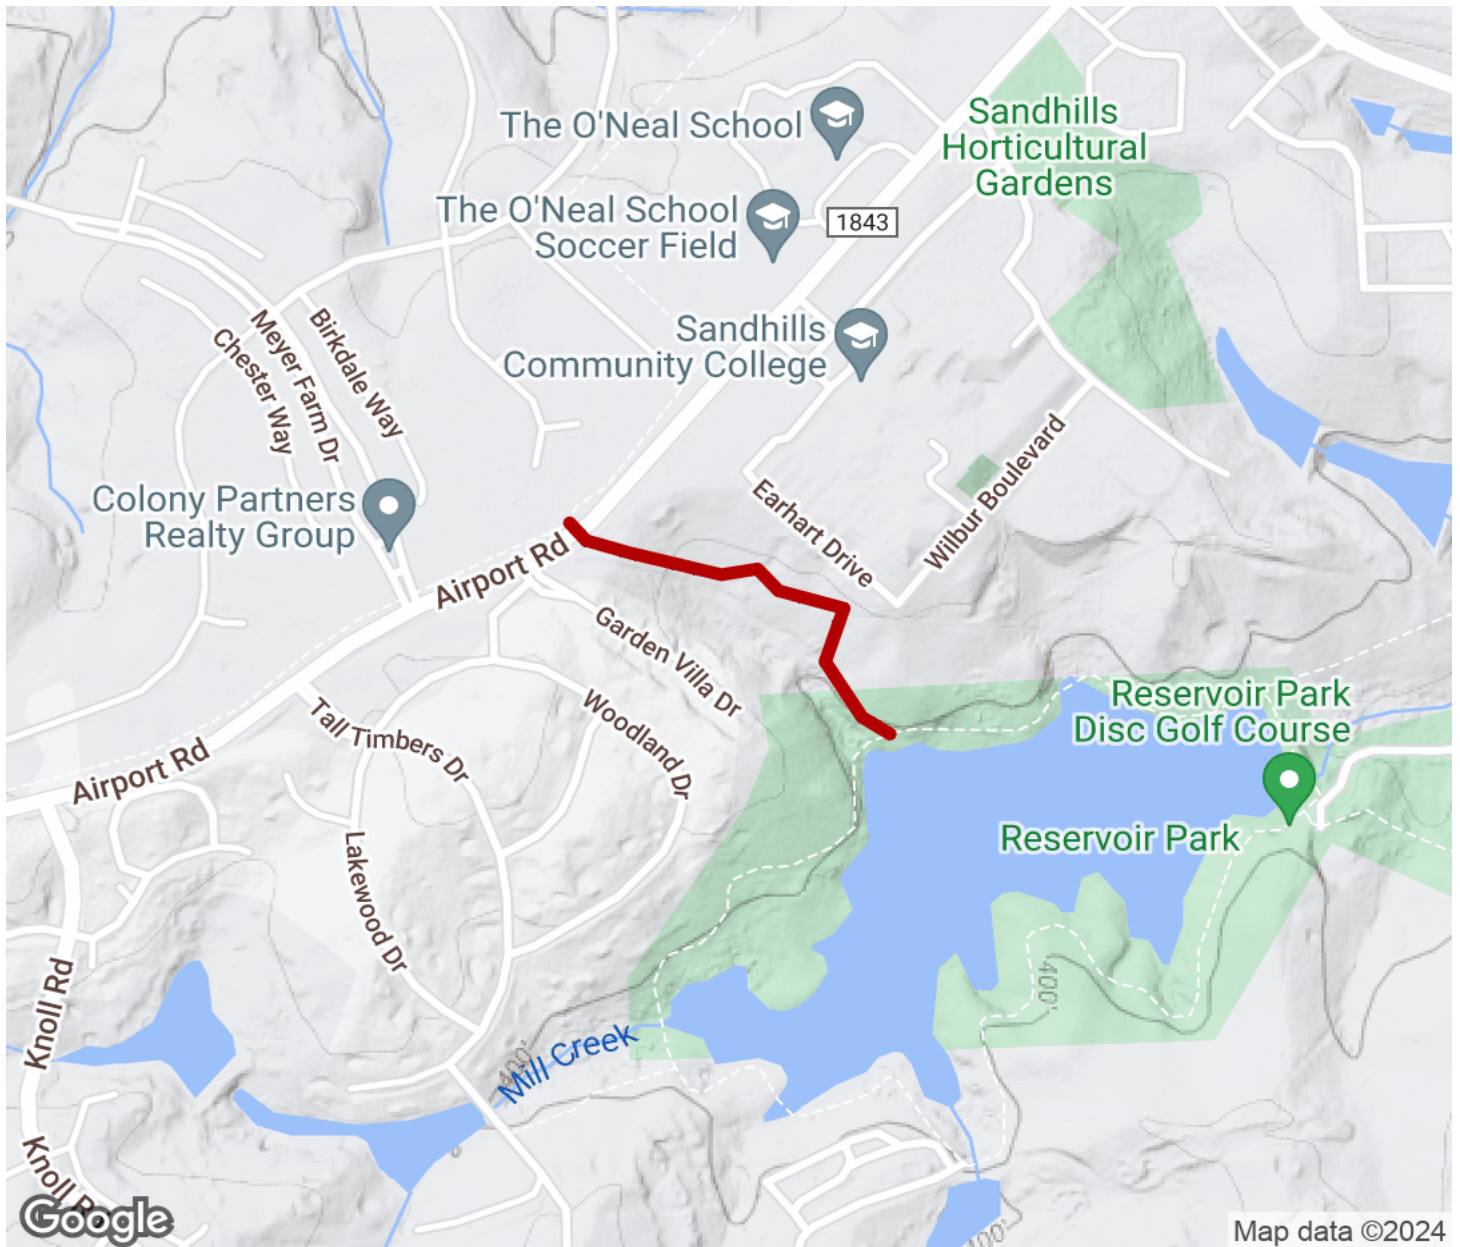 The O'Neal School
Sandhills
Horticultural
Gardens
The O'Neal School
Soccer Field
1843
Birkdale Way
Meyer Farm Dr
Chester Way
Sandhills
Community College
Colony Partners
Realty Group
Earhart Drive
Wilbur Boulevard
Airport Rd
Garden Villa Dr
Woodland Dr
Tall Timbers Dr
Airport Rd
Reservoir Park
Disc Golf Course
Reservoir Park
Lakewood Dr
Knoll Rd
400'
400'
Mill Creek
Knoll Rd
400'
Google
Map data ©2024